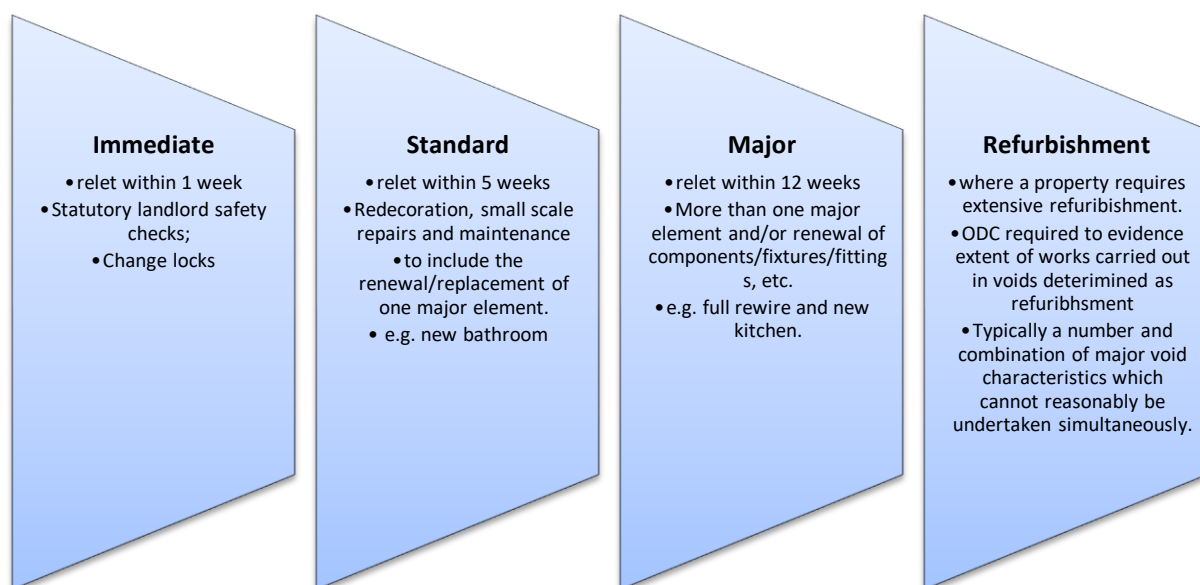 Immediate
•relet within 1 week
•Statutory landlord safety
checks;
•Change locks
Standard
•relet within 5 weeks
•Redecoration, small scale
repairs and maintenance
•to include the
renewal/replacement of
one major element.
• e.g. new bathroom
Major
•relet within 12 weeks
•More than one major
element and/or renewal of
components/fixtures/fitting
s, etc.
•e.g. full rewire and new
kitchen.
Refurbishment
•where a property requires
extensive refuribishment.
•ODC required to evidence
extent of works carried out
in voids deterimined as
refuribhsment
•Typically a number and
combination of major void
characteristics which
cannot reasonably be
undertaken simultaneously.